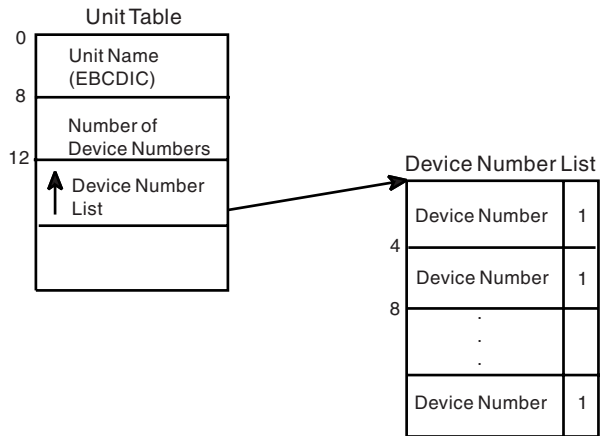 Unit Table
0
Unit Name
(EBCDIC)
8
Number of
Device Numbers
12
Device Number
List
Device Number List
Device Number 1
4
Device Number 1
8
.
.
.
Device Number 1